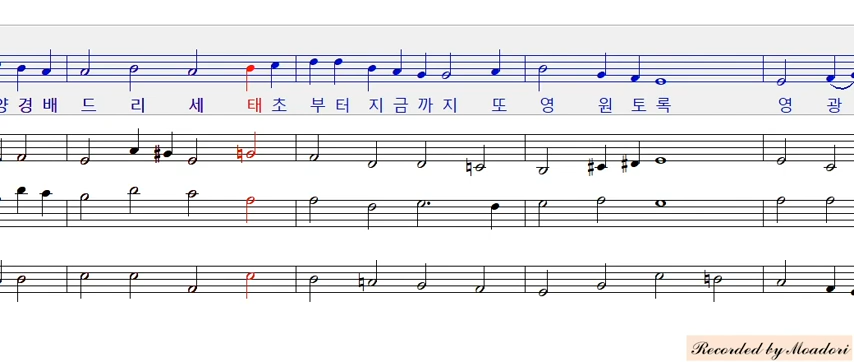 양 경 배 드 리 세 태 초 부 터 지 금 까 지 또 영 원 토 록 영 광
Recorded by Moadori